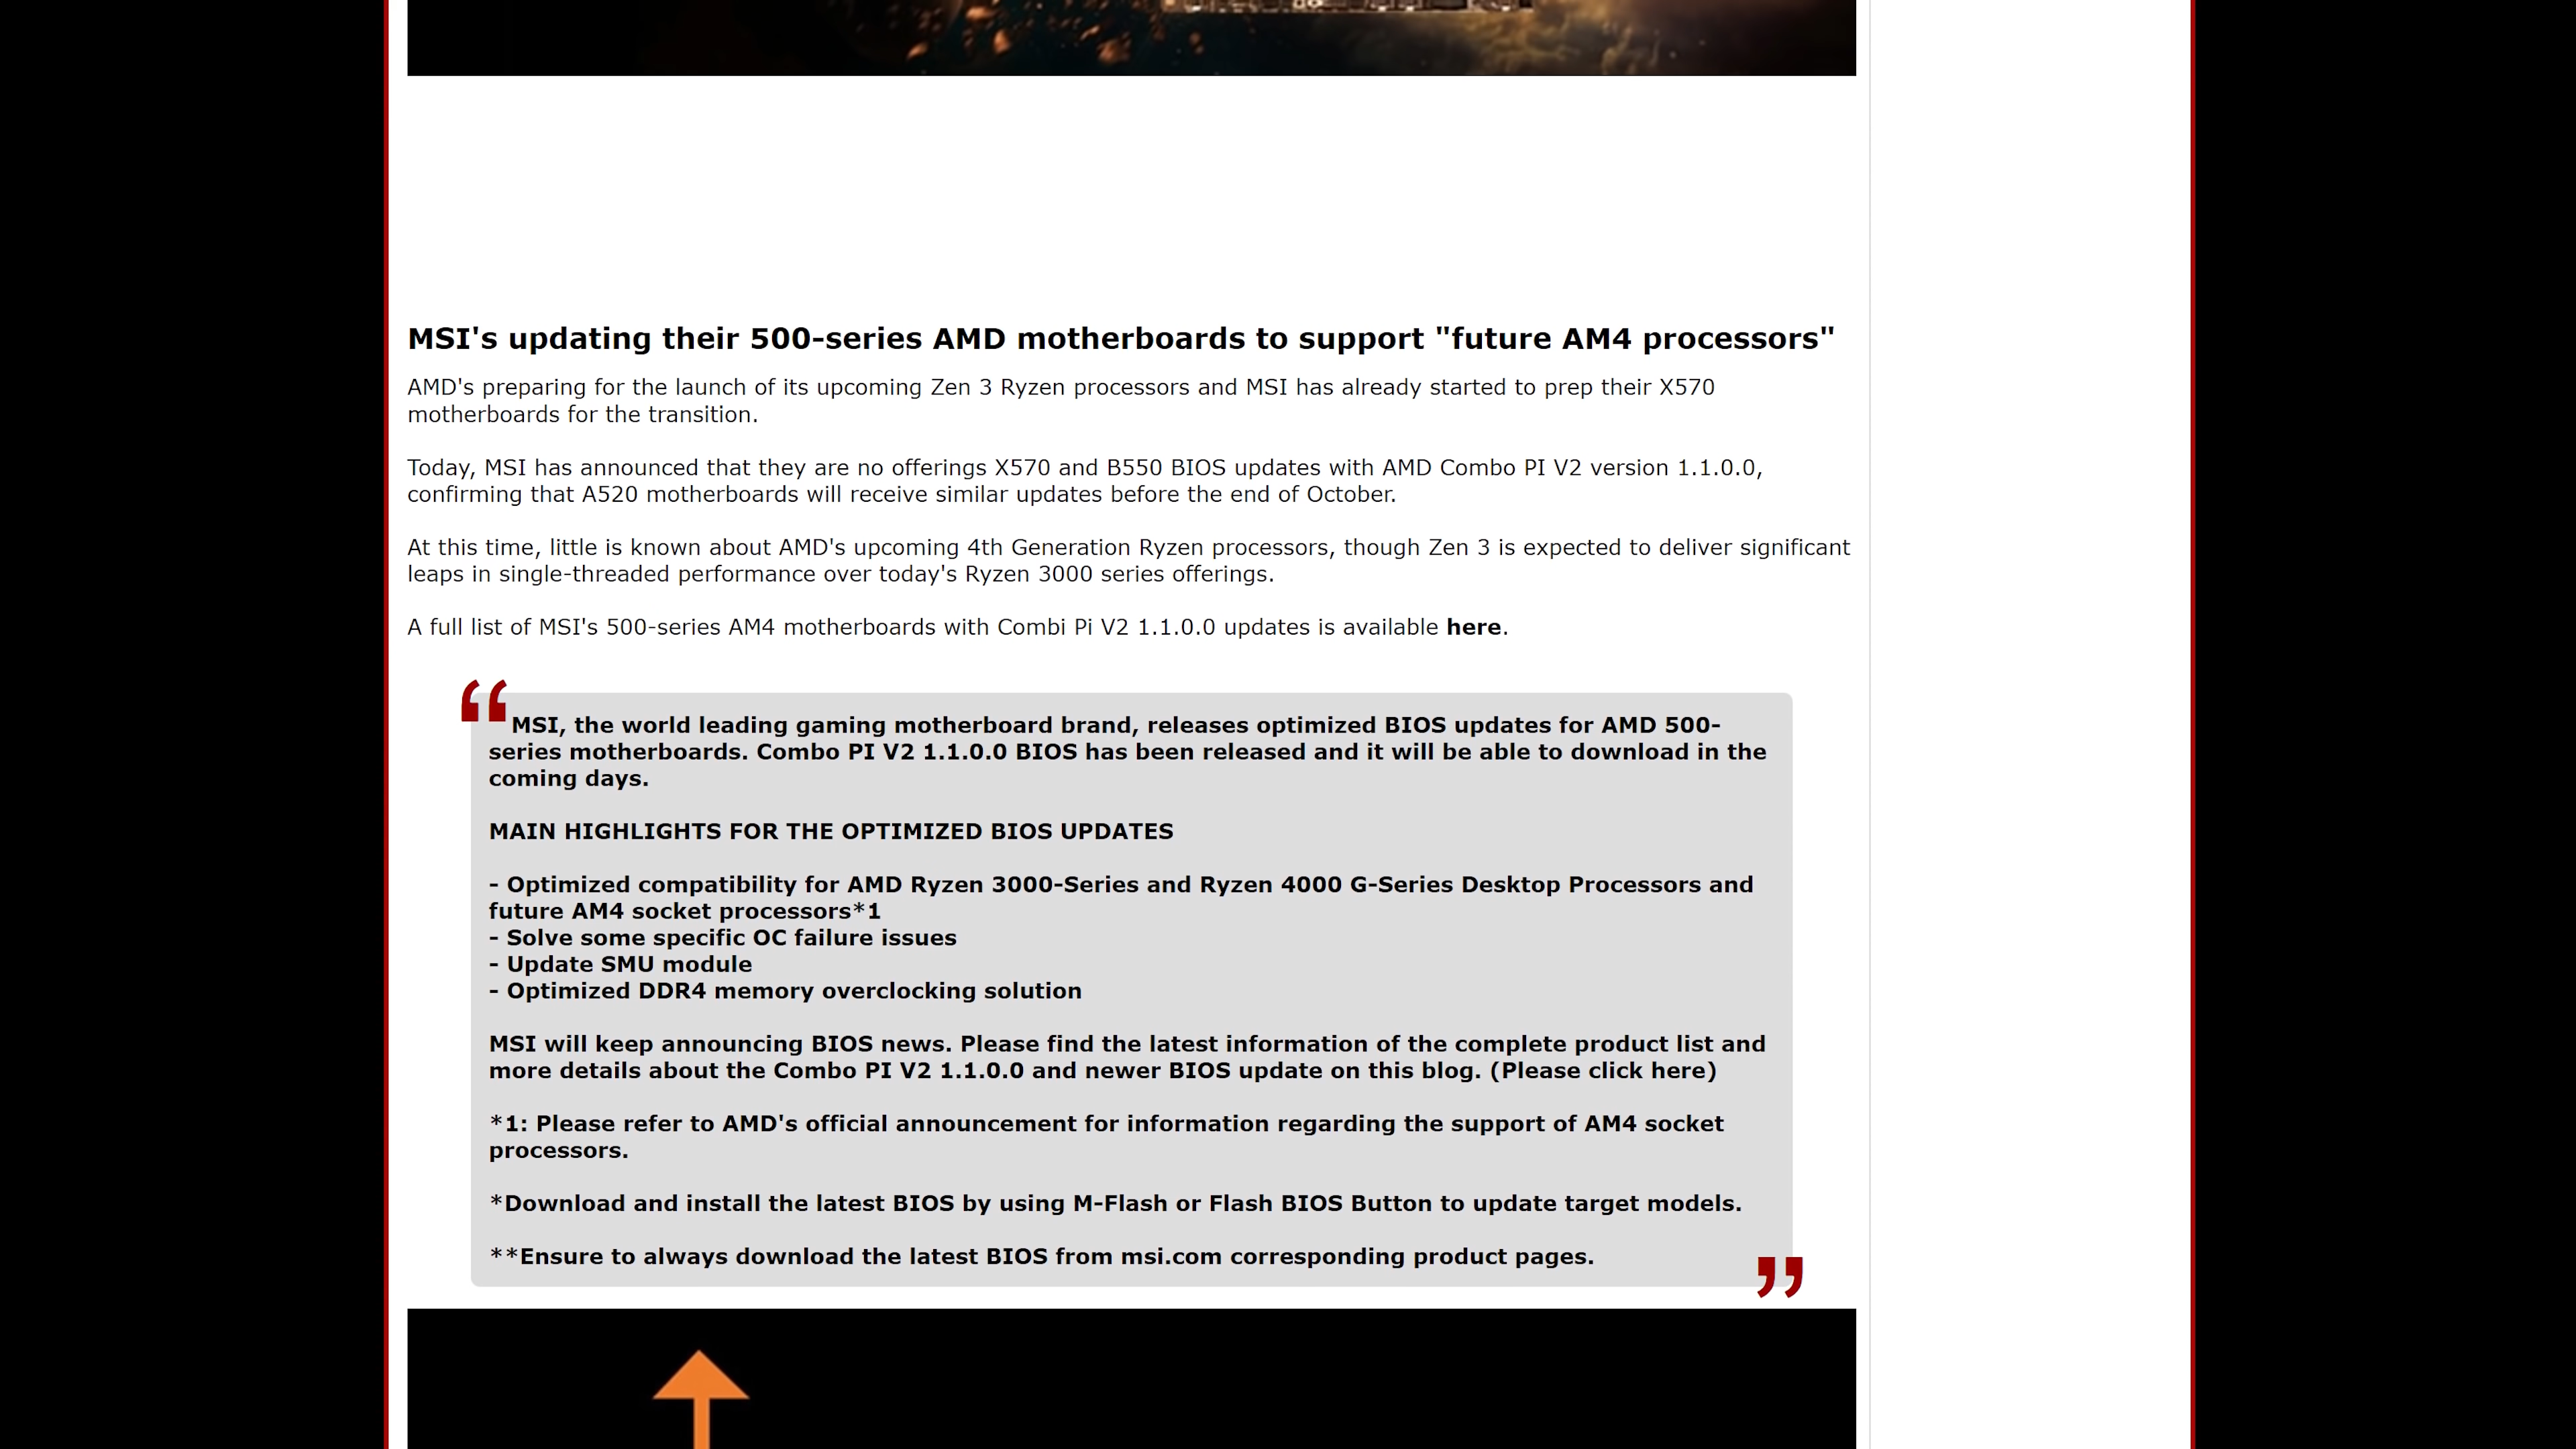 MSI's updating their 500-series AMD motherboards to support "future AM4 processors"
AMD's preparing for the launch of its upcoming Zen 3 Ryzen processors and MSI has already started to prep their X570
motherboards for the transition.
Today, MSI has announced that they are no offerings X570 and B550 BIOS updates with AMD Combo PI V2 version 1.1.0.0,
confirming that A520 motherboards will receive similar updates before the end of October.
At this time, little is known about AMD's upcoming 4th Generation Ryzen processors, though Zen 3 is expected to deliver significant
leaps in single-threaded performance over today's Ryzen 3000 series offerings.
A full list of MSI's 500-series AM4 motherboards with Combi Pi V2 1.1.0.0 updates is available here.
“ MSI, the world leading gaming motherboard brand, releases optimized BIOS updates for AMD 500-
series motherboards. Combo PI V2 1.1.0.0 BIOS has been released and it will be able to download in the
coming days.
MAIN HIGHLIGHTS FOR THE OPTIMIZED BIOS UPDATES
- Optimized compatibility for AMD Ryzen 3000-Series and Ryzen 4000 G-Series Desktop Processors and
future AM4 socket processors*1
- Solve some specific OC failure issues
- Update SMU module
- Optimized DDR4 memory overclocking solution
MSI will keep announcing BIOS news. Please find the latest information of the complete product list and
more details about the Combo PI V2 1.1.0.0 and newer BIOS update on this blog. (Please click here)
*1: Please refer to AMD's official announcement for information regarding the support of AM4 socket
processors.
*Download and install the latest BIOS by using M-Flash or Flash BIOS Button to update target models.
**Ensure to always download the latest BIOS from msi.com corresponding product pages. ”